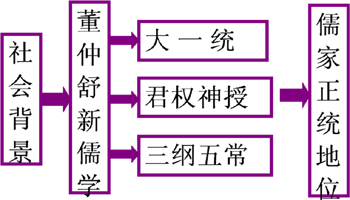 社会背景
董仲舒新儒学
大一统
君权神授
三纲五常
儒家正统地位